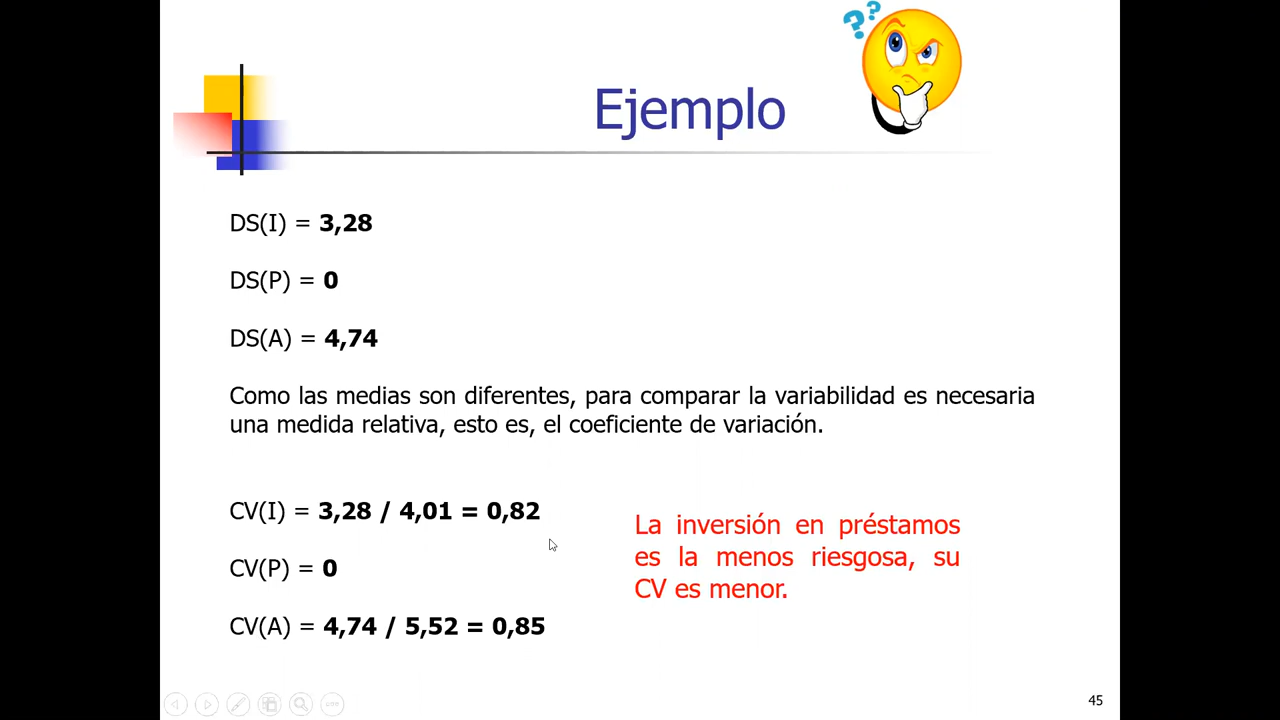 ??
?
Ejemplo
DS(I) = 3,28
DS(P) = 0
DS(A) = 4,74
Como las medias son diferentes, para comparar la variabilidad es necesaria
una medida relativa, esto es, el coeficiente de variación.
CV(I) = 3,28 / 4,01 = 0,82
CV(P) = 0
CV(A) = 4,74 / 5,52 = 0,85
La inversión en préstamos
es la menos riesgosa, su
CV es menor.
45